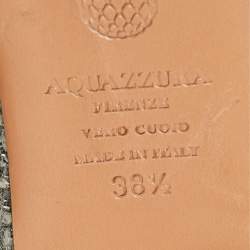 AQUAZZURA
FIRENZE
VERO CUOIO
MADE IN ITALY
38½